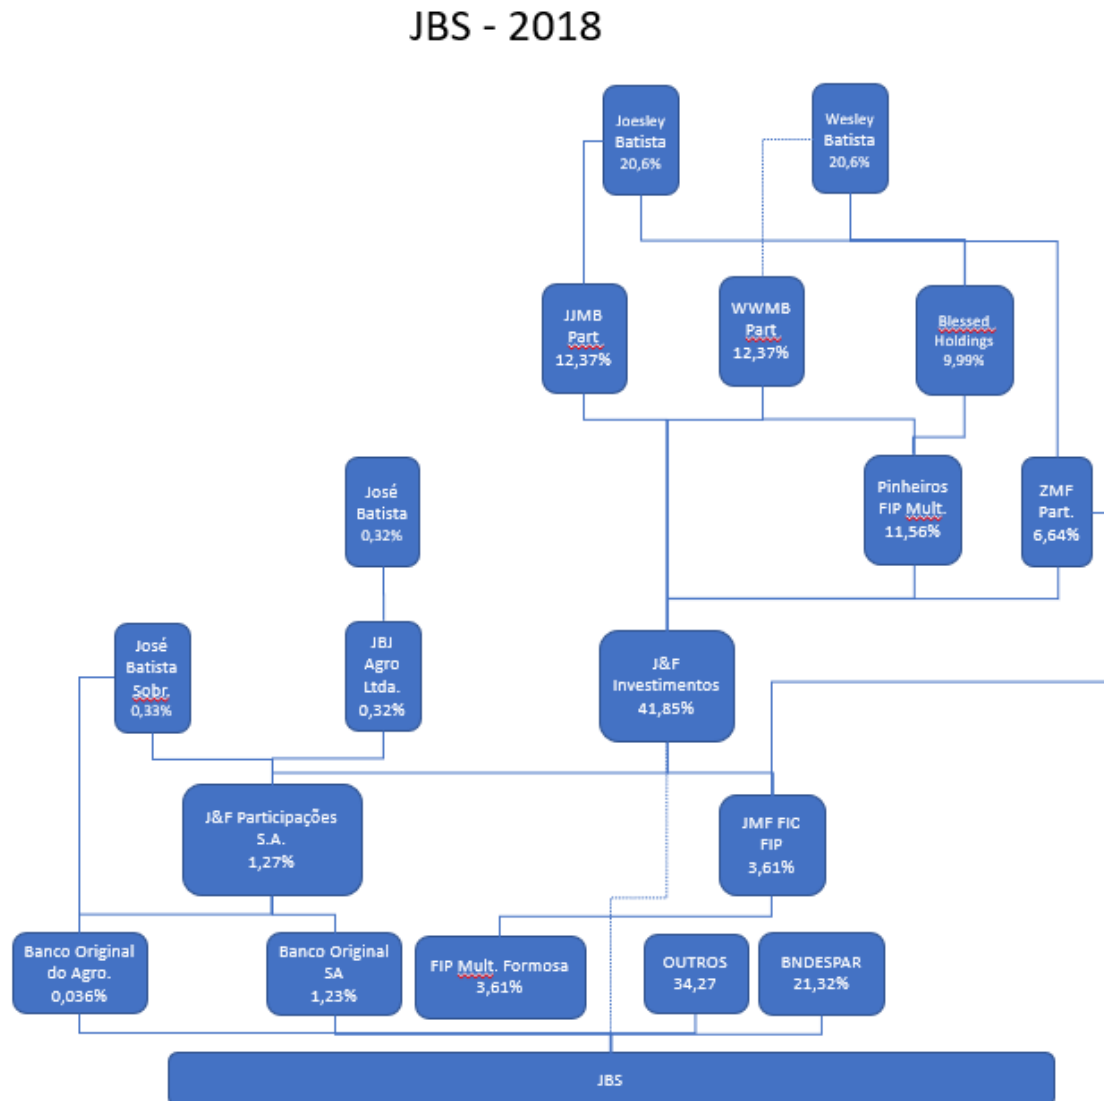 JBS - 2018
Joesley
Batista
20,6%
Wesley
Batista
20,6%
JJMB
Part
12,37%
WWMB
Part
12,37%
Blessed
Holdings
9,99%
José
Batista
0,32%
Pinheiros
FIP Mult.
11,56%
ZMF
Part.
6,64%
José
Batista
Sobr.
0,33%
JBJ
Agro
Ltda.
0,32%
J&F
Investimentos
41,85%
J&F Participações
S.A.
1,27%
JMF FIC
FIP
3,61%
Banco Original
do Agro.
0,036%
Banco Original
SA
1,23%
FIP Mult. Formosa
3,61%
OUTROS
34,27
BNDESPAR
21,32%
JBS